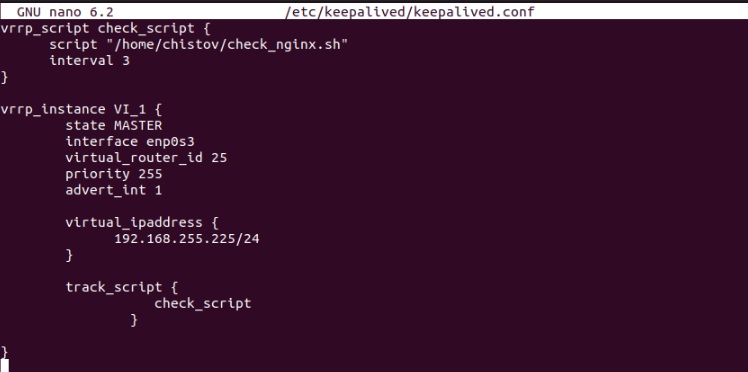 GNU nano 6.2 /etc/keepalived/keepalived.conf
vrrp_script check_script {
script "/home/chistov/check_nginx.sh"
interval 3
}
vrrp_instance VI_1 {
state MASTER
interface enp0s3
virtual_router_id 25
priority 255
advert_int 1
virtual_ipaddress {
192.168.255.225/24
}
track_script {
check_script
}
}